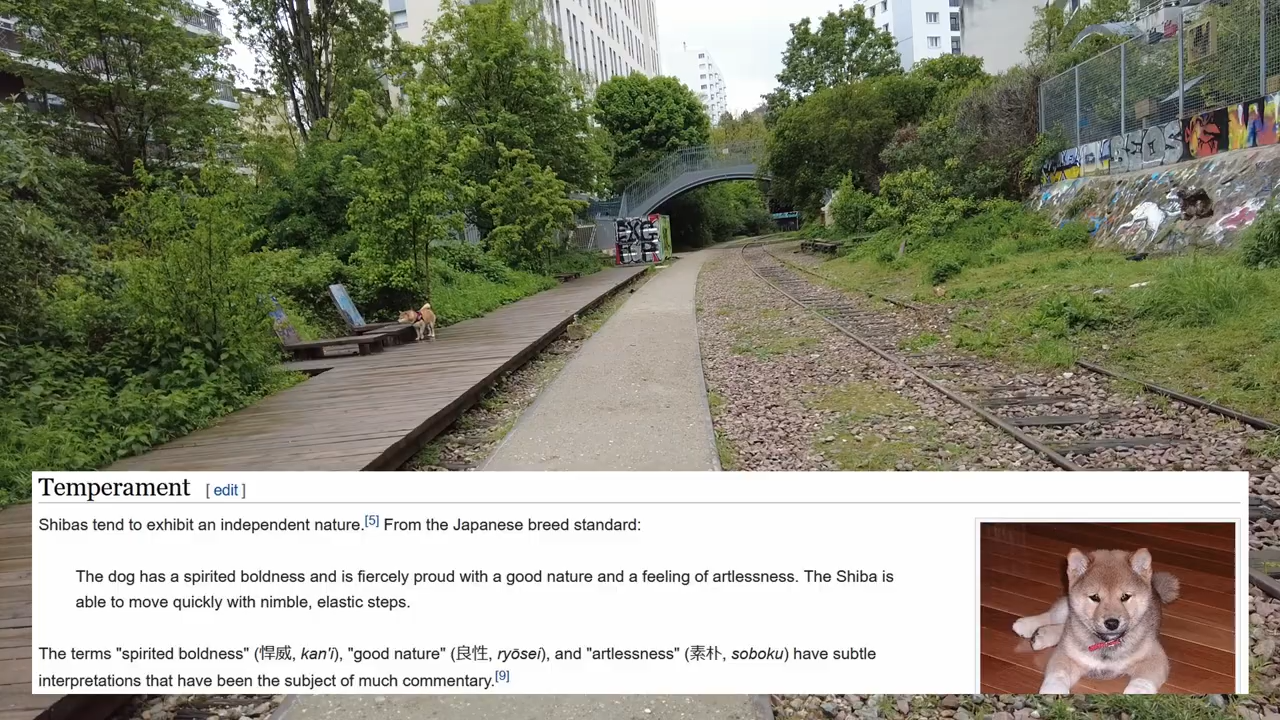 Temperament [ edit ]
Shibas tend to exhibit an independent nature.[5] From the Japanese breed standard:
The dog has a spirited boldness and is fiercely proud with a good nature and a feeling of artlessness. The Shiba is
able to move quickly with nimble, elastic steps.
The terms "spirited boldness" (悍威, kan'i), "good nature" (良性, ryōsei), and "artlessness" (素朴, soboku) have subtle
interpretations that have been the subject of much commentary.[9]